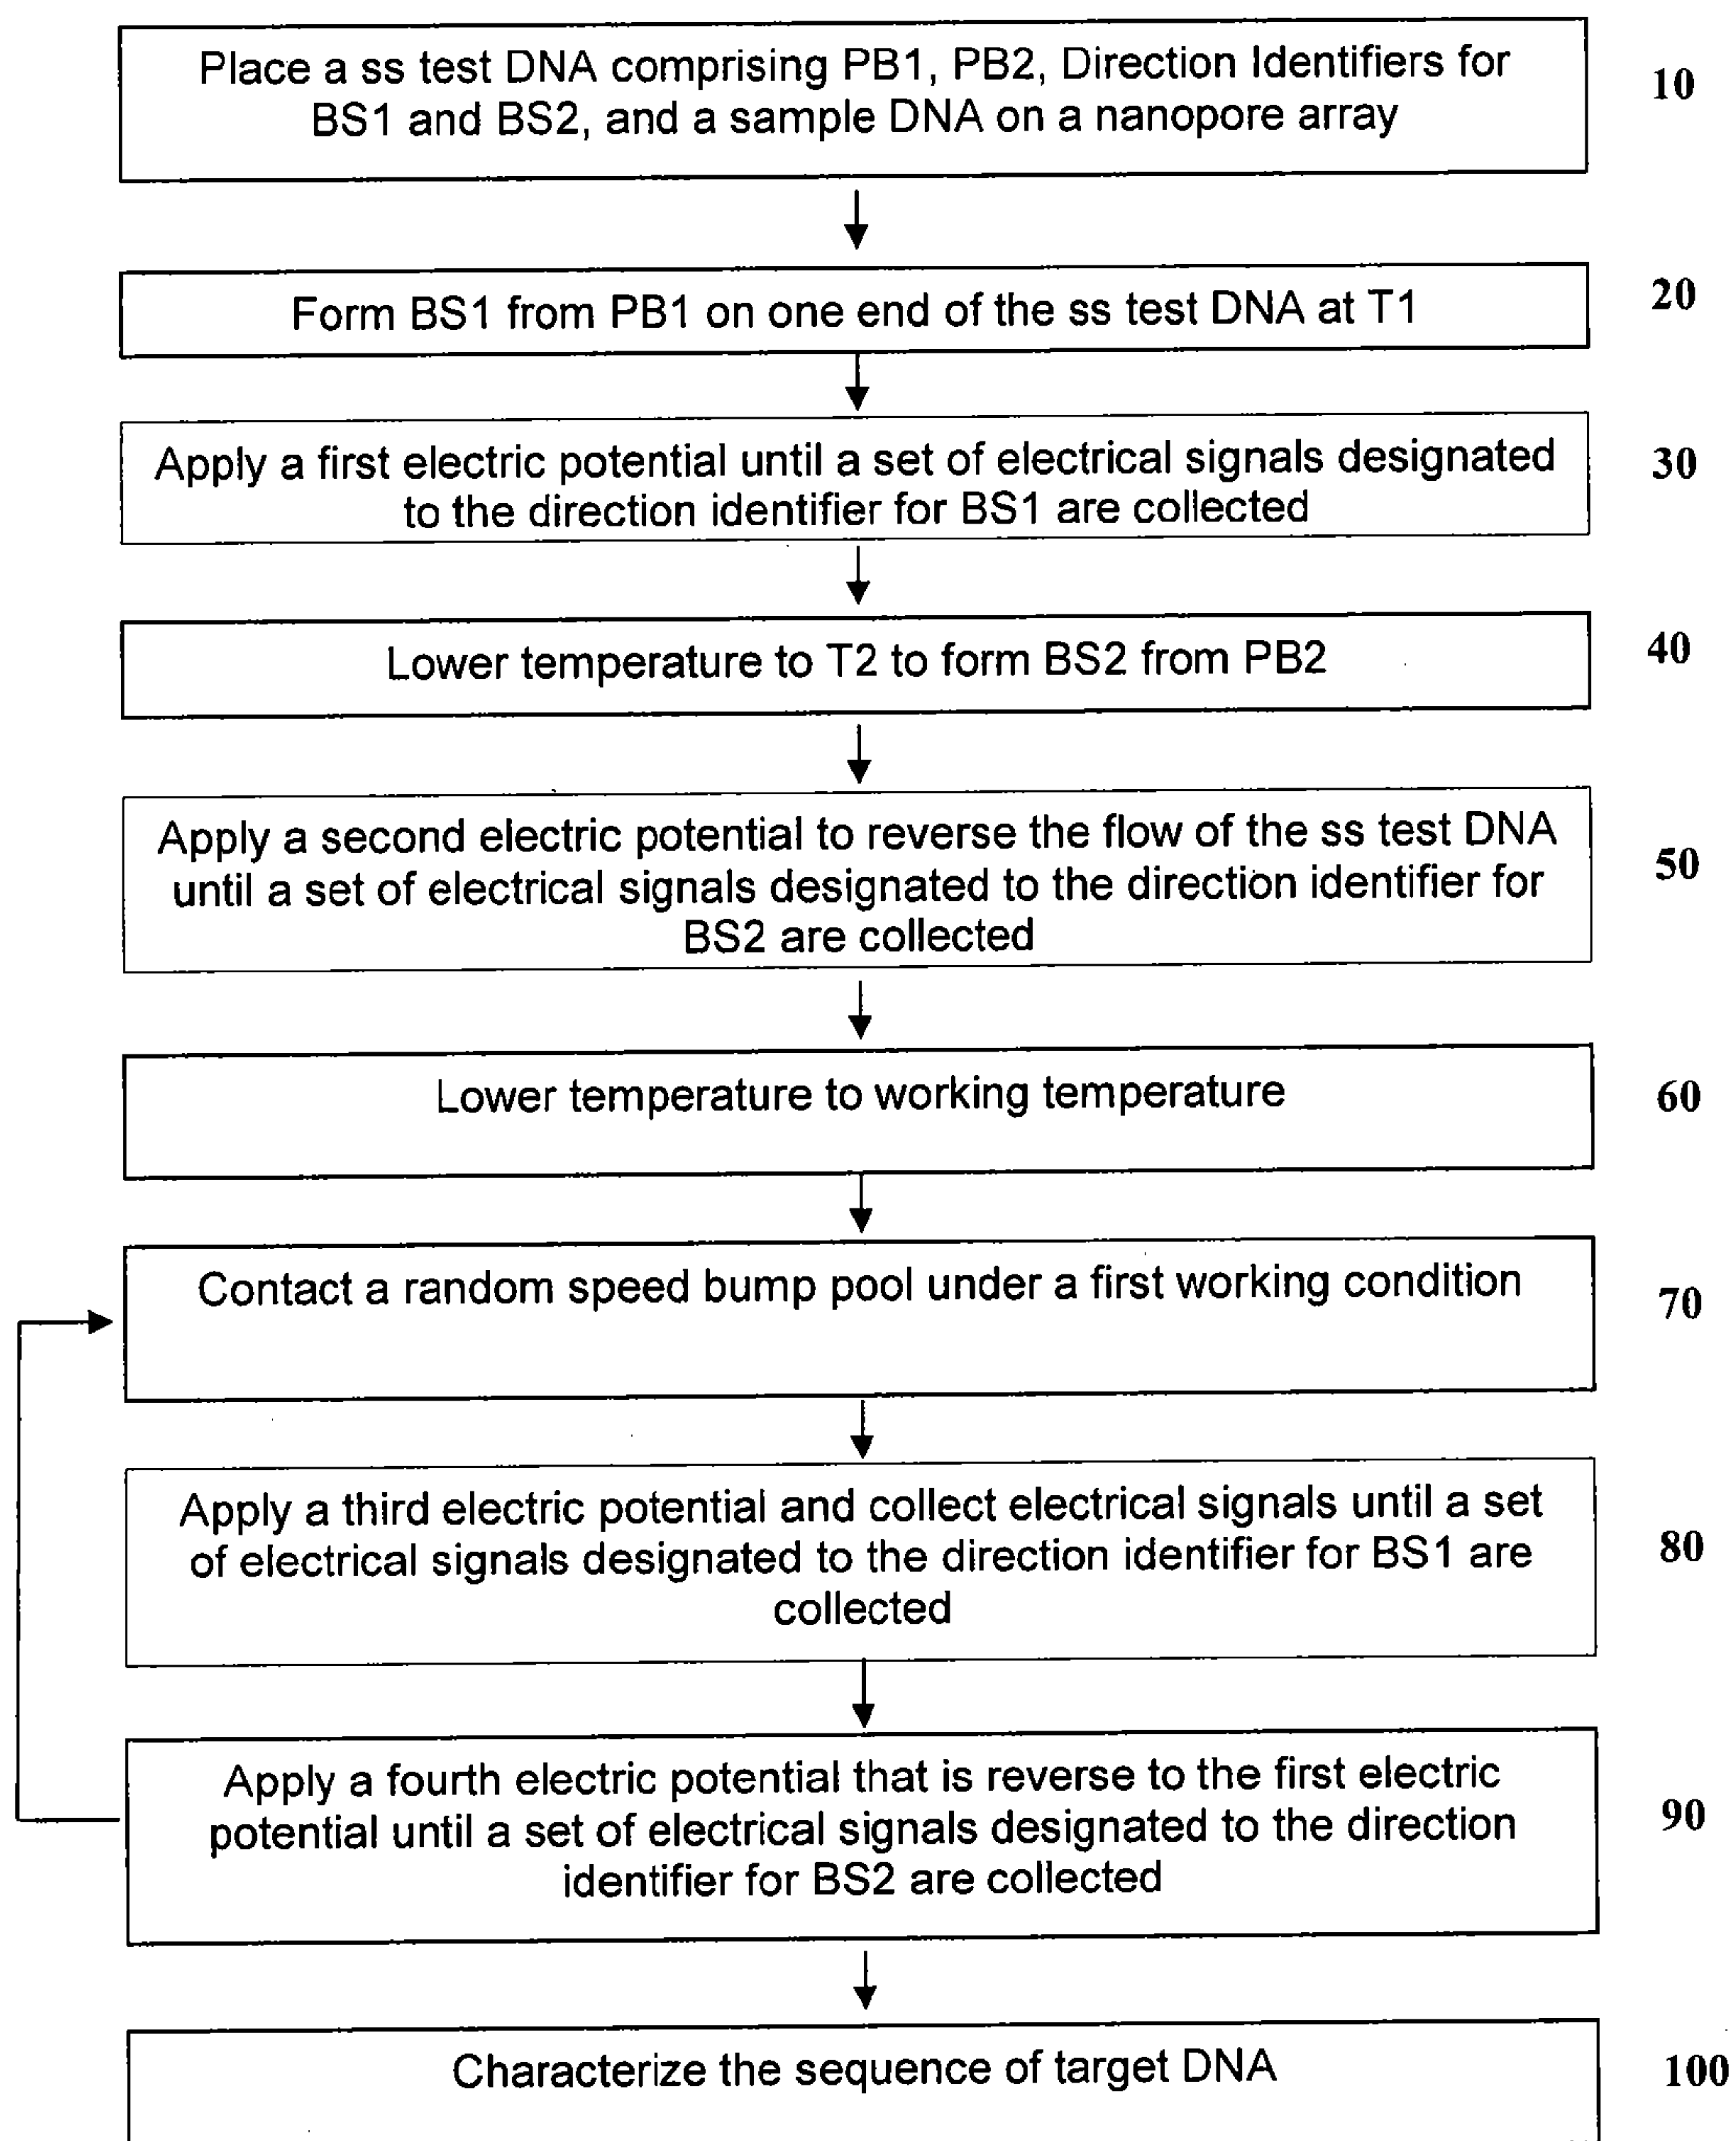 Place a ss test DNA comprising PB1, PB2, Direction Identifiers for
BS1 and BS2, and a sample DNA on a nanopore array
10
Form BS1 from PB1 on one end of the ss test DNA at T1
20
Apply a first electric potential until a set of electrical signals designated
to the direction identifier for BS1 are collected
30
Lower temperature to T2 to form BS2 from PB2
40
Apply a second electric potential to reverse the flow of the ss test DNA
until a set of electrical signals designated to the direction identifier for
BS2 are collected
50
Lower temperature to working temperature
60
Contact a random speed bump pool under a first working condition
70
Apply a third electric potential and collect electrical signals until a set
of electrical signals designated to the direction identifier for BS1 are
collected
80
Apply a fourth electric potential that is reverse to the first electric
potential until a set of electrical signals designated to the direction
identifier for BS2 are collected
90
Characterize the sequence of target DNA
100